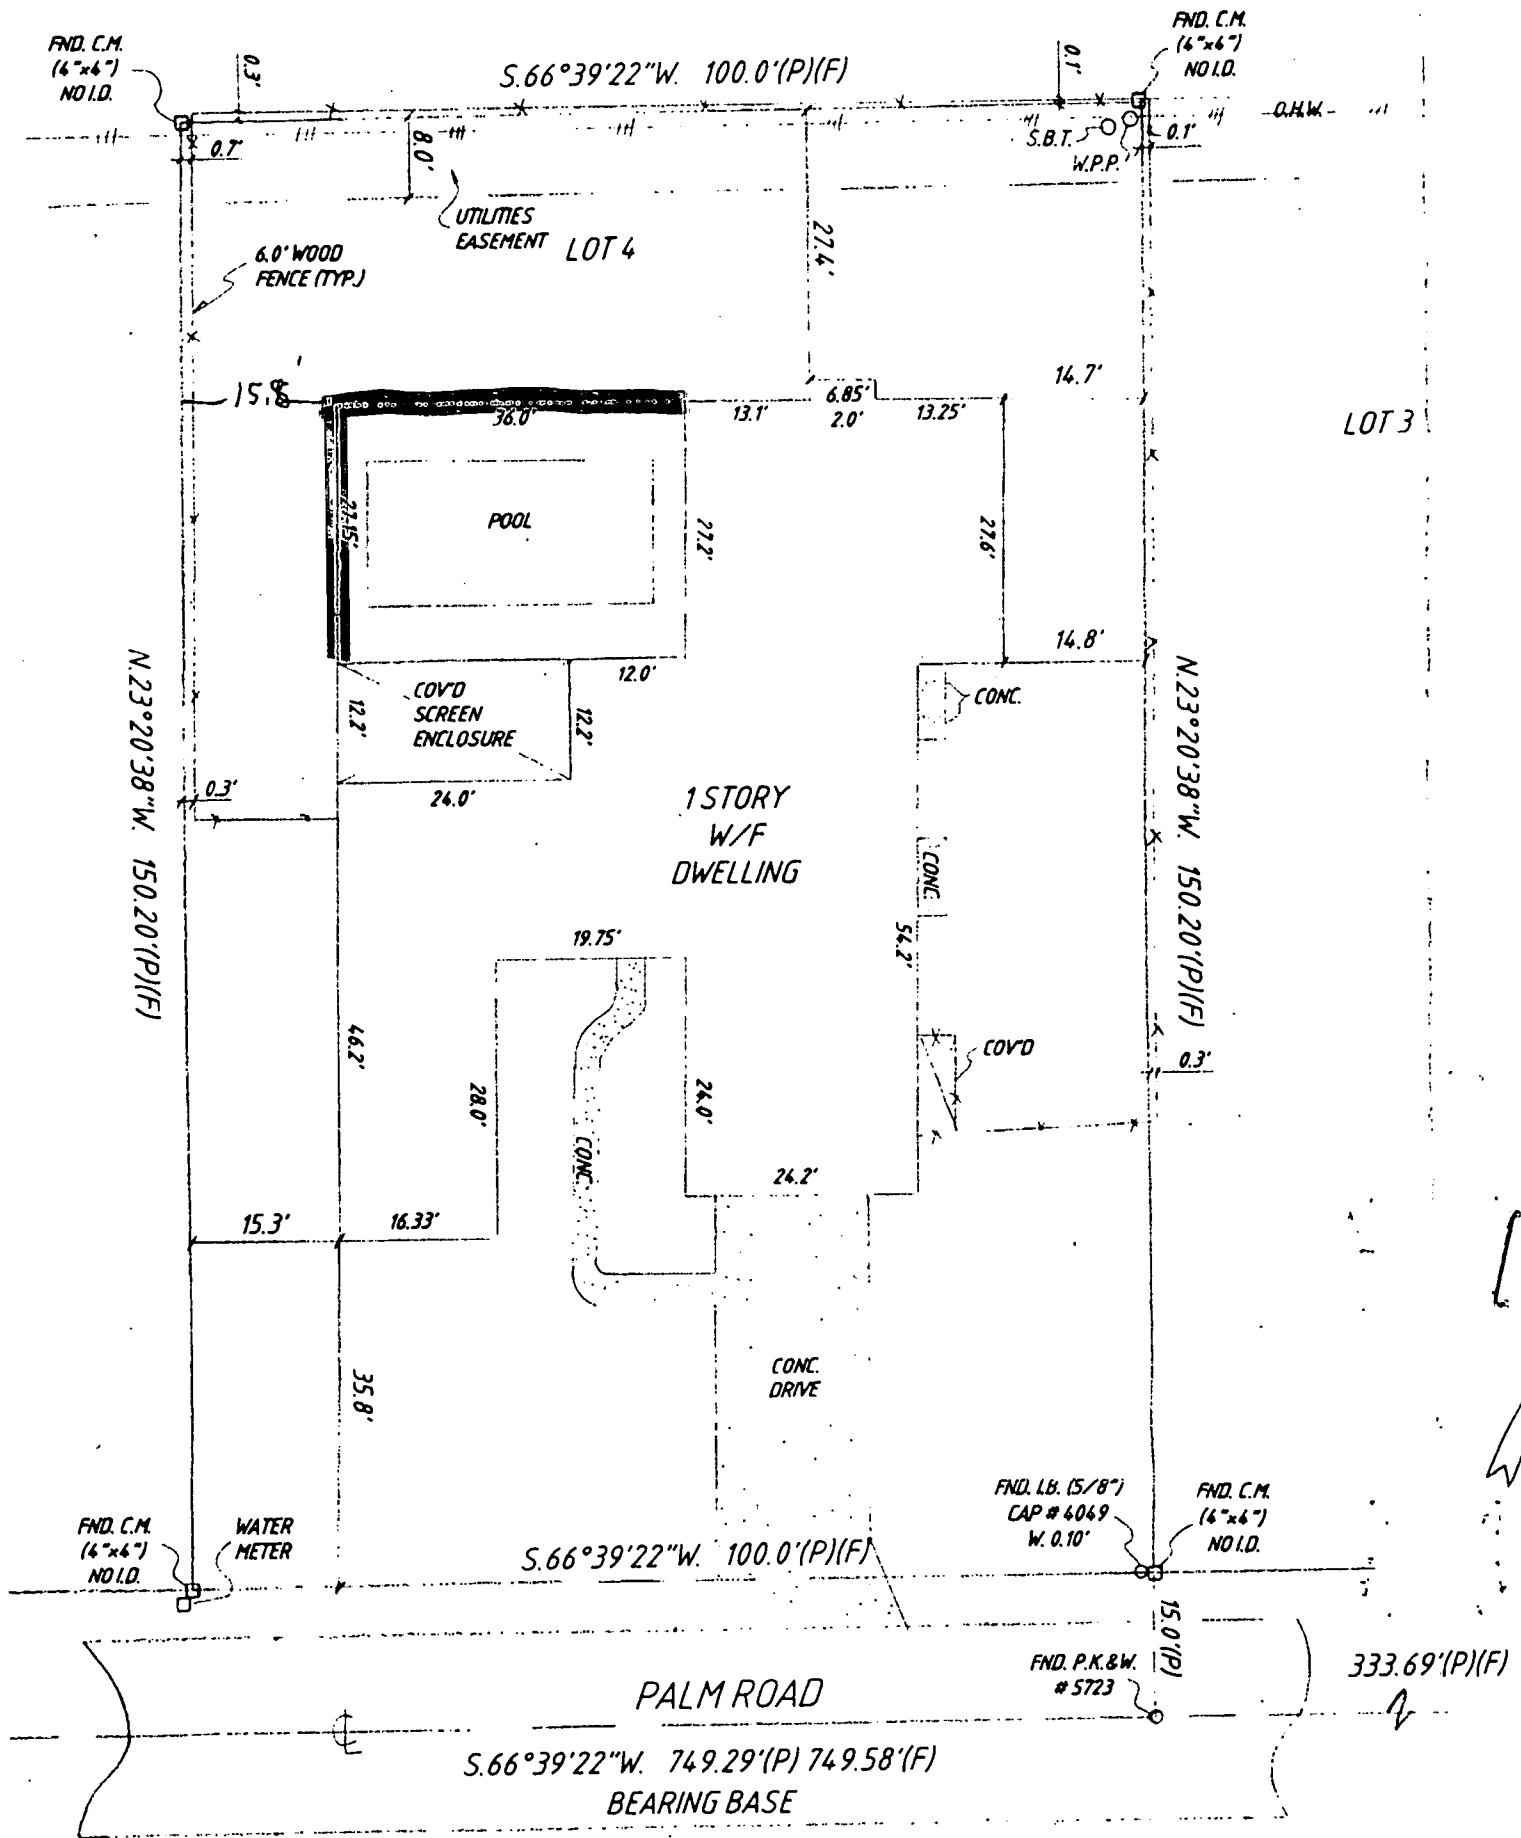 FND. C.M.
(4"x4")
NO I.D.
0.3'
S.66°39'22"W. 100.0'(P)(F)
0.1'
FND. C.M.
(4"x4")
NO I.D.
O.H.W.
S.B.T.
W.P.P.
0.1'
0.7'
8.0'
UTILITIES
EASEMENT
LOT 4
27.4'
6.0' WOOD
FENCE (TYP.)
15.8'
36.0'
13.1'
6.85'
2.0'
13.25'
14.7'
LOT 3
27.15'
POOL
27.2'
27.6'
14.8'
12.0'
COV'D
SCREEN
ENCLOSURE
12.2'
12.2'
24.0'
CONC.
N.23°20'38"W. 150.20'(P)(F)
0.3'
1 STORY
W/F
DWELLING
CONC.
54.2'
N.23°20'38"W. 150.20'(P)(F)
19.75'
46.2'
28.0'
CONC.
24.0'
COV'D
0.3'
24.2'
15.3'
16.33'
35.8'
CONC.
DRIVE
FND. C.M.
(4"x4")
NO I.D.
WATER
METER
S.66°39'22"W. 100.0'(P)(F)
FND. I.B. (5/8")
CAP # 4049
W. 0.10'
FND. C.M.
(4"x4")
NO I.D.
15.0'(P)
FND. P.K.&W.
# 5723
333.69'(P)(F)
PALM ROAD
S.66°39'22"W. 749.29'(P) 749.58'(F)
BEARING BASE